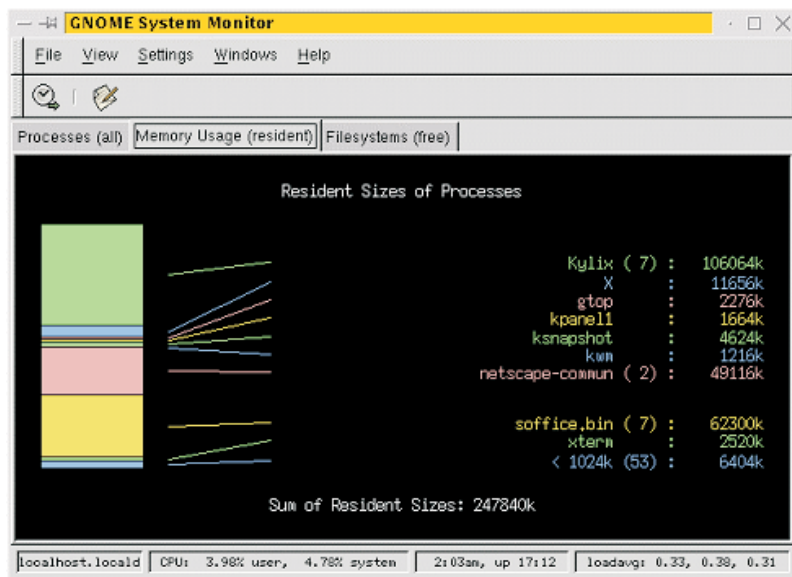 GNOME System Monitor
File View Settings Windows Help
Processes (all) Memory Usage (resident) Filesystems (free)
Resident Sizes of Processes
Kylix ( 7) : 106064k
X : 11656k
gtop : 2276k
kpanel1 : 1664k
ksnapshot : 4624k
kwm : 1216k
netscape-commun ( 2) : 49116k
soffice.bin ( 7) : 62300k
xterm : 2520k
< 1024k (53) : 6404k
Sum of Resident Sizes: 247840k
localhost.locald CPU: 3.98% user, 4.78% system 2:03am, up 17:12 loadavg: 0.33, 0.38, 0.31